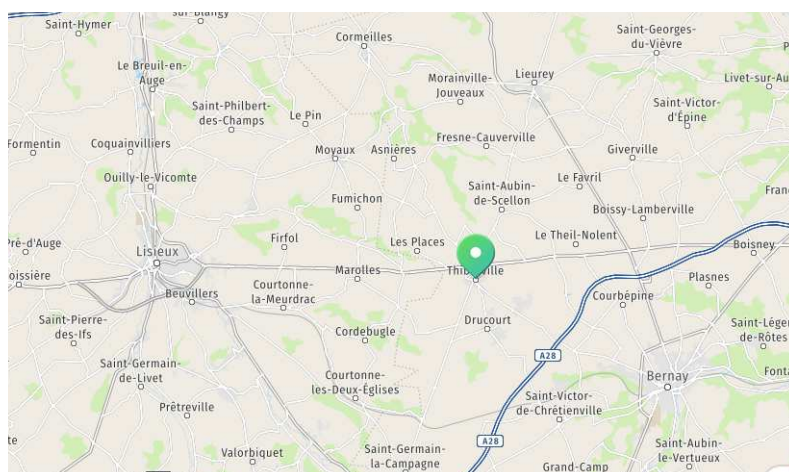 Saint-Hymer
Cormeilles
Saint-Georges-
du-Vièvre
Le Breuil-en-
Auge
Morainville-
Jouveaux
Lieurey
Livet-sur-Au
Saint-Philbert-
des-Champs
Le Pin
Saint-Victor-
d'Épine
Formentin
Coquainvilliers
Moyaux
Asnières
Fresne-Cauverville
Giverville
Ouilly-le-Vicomte
Fumichon
Saint-Aubin-
de-Scellon
Le Favril
Fran
Boissy-Lamberville
Pré-d'Auge
Lisieux
Firfol
Les Places
Le Theil-Nolent
Boisney
oissière
Marolles
Plasnes
Beuvillers
Courtonne-
la-Meurdrac
Courbépine
Saint-Pierre-
des-Ifs
Cordebugle
Drucourt
Saint-Léger
de-Rôtes
A28
Saint-Germain-
de-Livet
Courtonne-
les-Deux-Églises
Bernay
Font
Prêtreville
Saint-Victor-
de-Chrétienville
te
Valorbiquet
Saint-Germain-
la-Campagne
A28
Grand-Camp
Saint-Aubin-
le-Vertueux